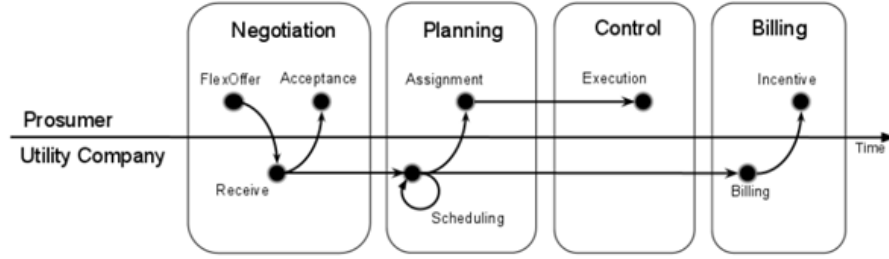 Negotiation
Planning
Control
Billing
FlexOffer
Acceptance
Assignment
Execution
Incentive
Prosumer
Utility Company
Time
Receive
Scheduling
Billing